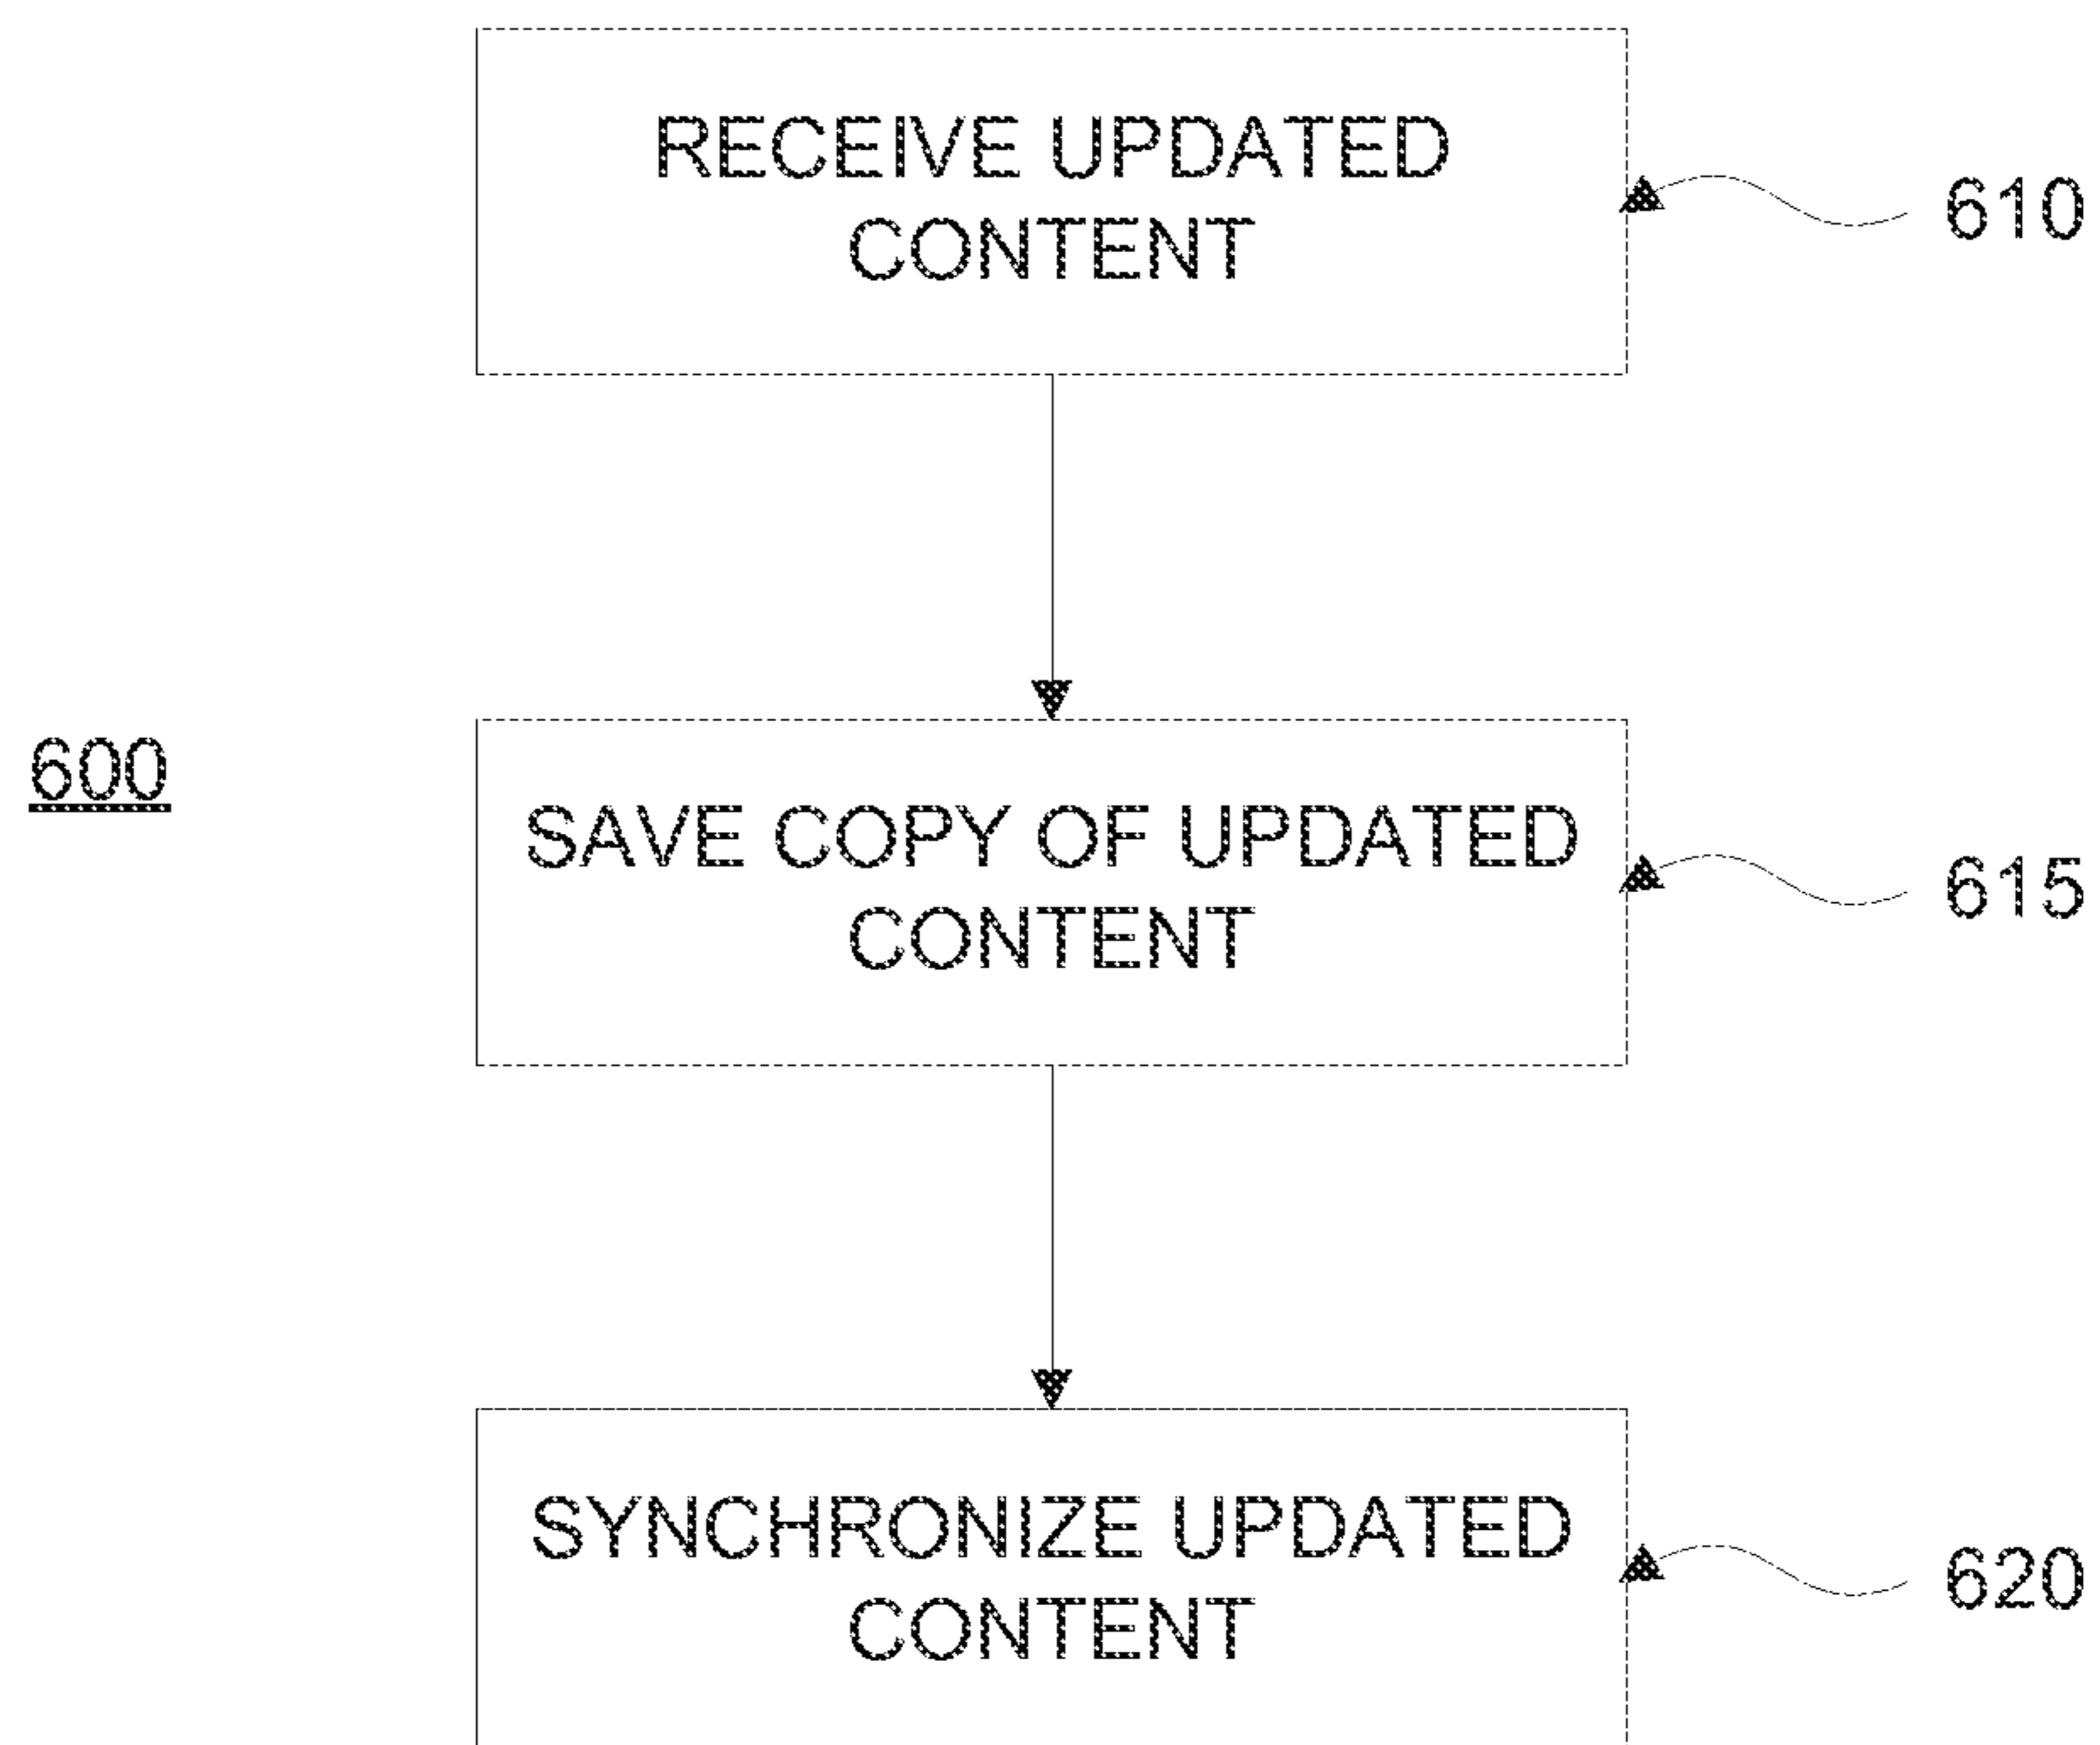 RECEIVE UPDATED
CONTENT
610
600
SAVE COPY OF UPDATED
CONTENT
615
SYNCHRONIZE UPDATED
CONTENT
620